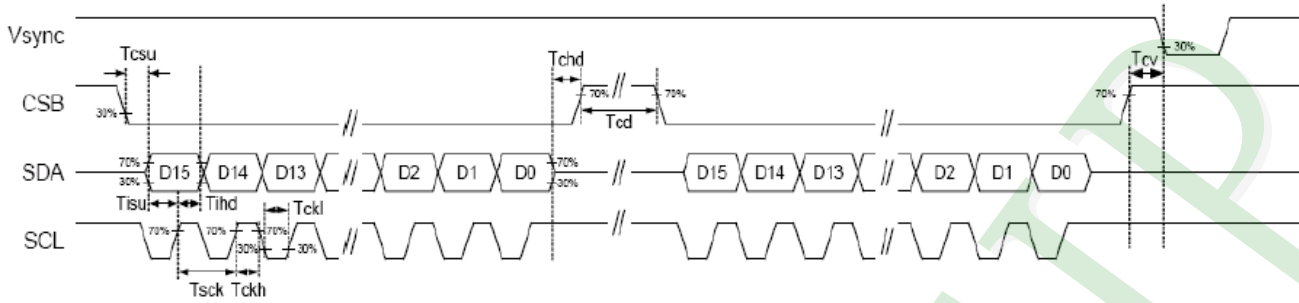 Vsync
30%
Tcsu
Tchd
Tcv
CSB
30%
70%
70%
70%
Tcd
SDA
70%
30%
D15
D14
D13
D2
D1
D0
70%
30%
D15
D14
D13
D2
D1
D0
Tisu
Tihd
Tckl
SCL
70%
70%
70%
30%
30%
Tsck
Tckh